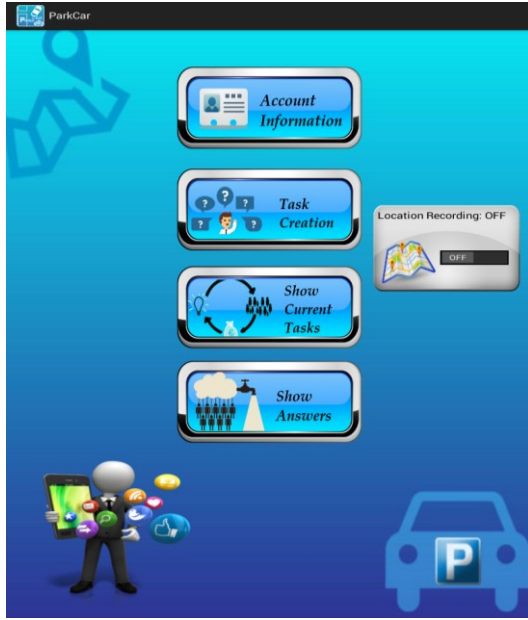 ParkCar
Account
Information
Task
Creation
Location Recording: OFF
OFF
Show
Current
Tasks
Show
Answers
P